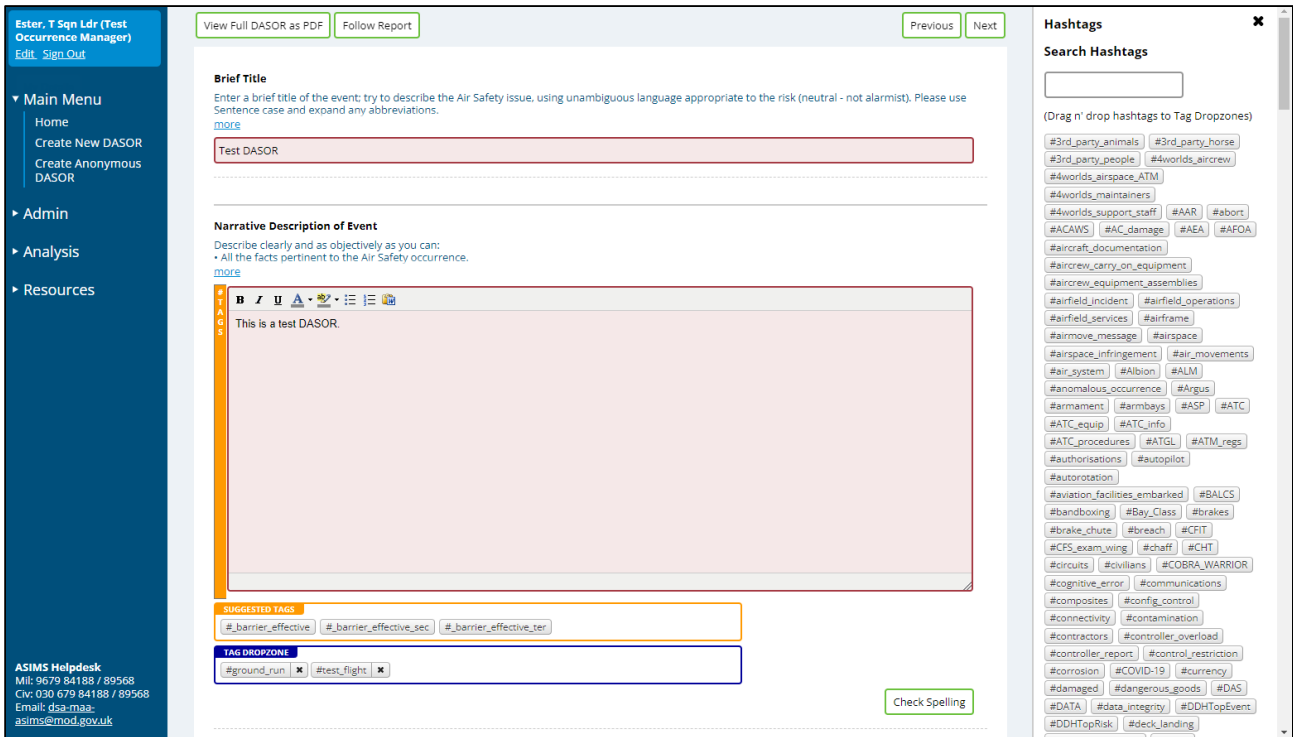 Ester, T Sqn Ldr (Test
Occurrence Manager)
Edit Sign Out
Main Menu
Home
Create New DASOR
Create Anonymous
DASOR
Admin
Analysis
Resources
ASIMS Helpdesk
Mil: 9679 84188 / 89568
Civ: 030 679 84188 / 89568
Email: dsa-maa-
asims@mod.gov.uk
View Full DASOR as PDF Follow Report Previous Next
Brief Title
Enter a brief title of the event; try to describe the Air Safety issue, using unambiguous language appropriate to the risk (neutral - not alarmist). Please use
Sentence case and expand any abbreviations.
more
Test DASOR
Narrative Description of Event
Describe clearly and as objectively as you can:
• All the facts pertinent to the Air Safety occurrence.
more
#TAGS
B I U A ab
This is a test DASOR.
SUGGESTED TAGS
#_barrier_effective #_barrier_effective_sec #_barrier_effective_ter
TAG DROPZONE
#ground_run × #test_flight ×
Check Spelling
Hashtags
Search Hashtags
(Drag n' drop hashtags to Tag Dropzones)
#3rd_party_animals #3rd_party_horse
#3rd_party_people #4worlds_aircrew
#4worlds_airspace_ATM
#4worlds_maintainers
#4worlds_support_staff #AAR #abort
#ACAWS #AC_damage #AEA #AFOA
#aircraft_documentation
#aircrew_carry_on_equipment
#aircrew_equipment_assemblies
#airfield_incident #airfield_operations
#airfield_services #airframe
#airmove_message #airspace
#airspace_infringement #air_movements
#air_system #Albion #ALM
#anomalous_occurrence #Argus
#armament #armbays #ASP #ATC
#ATC_equip #ATC_info
#ATC_procedures #ATGL #ATM_regs
#authorisations #autopilot
#autorotation
#aviation_facilities_embarked #BALCS
#bandboxing #Bay_Class #brakes
#brake_chute #breach #CFIT
#CFS_exam_wing #chaff #CHT
#circuits #civilians #COBRA_WARRIOR
#cognitive_error #communications
#composites #config_control
#connectivity #contamination
#contractors #controller_overload
#controller_report #control_restriction
#corrosion #COVID-19 #currency
#damaged #dangerous_goods #DAS
#DATA #data_integrity #DDHTopEvent
#DDHTopRisk #deck_landing